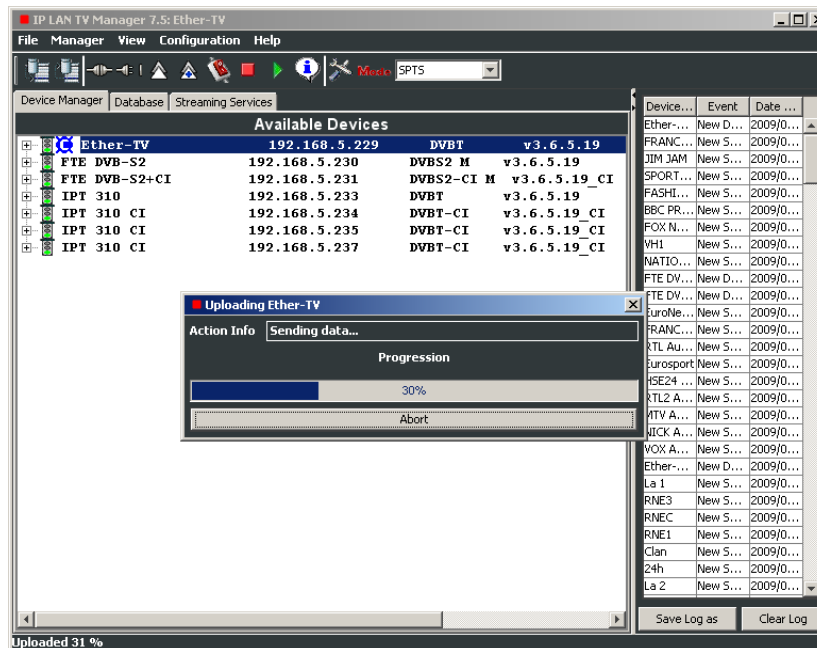 IP LAN TV Manager 7.5: Ether-TV
File Manager View Configuration Help
Mode SPTS
Device Manager Database Streaming Services
Available Devices
Ether-TV 192.168.5.229 DVBT v3.6.5.19
FTE DVB-S2 192.168.5.230 DVBS2 M v3.6.5.19
FTE DVB-S2+CI 192.168.5.231 DVBS2-CI M v3.6.5.19_CI
IPT 310 192.168.5.233 DVBT v3.6.5.19
IPT 310 CI 192.168.5.234 DVBT-CI v3.6.5.19_CI
IPT 310 CI 192.168.5.235 DVBT-CI v3.6.5.19_CI
IPT 310 CI 192.168.5.237 DVBT-CI v3.6.5.19_CI
Uploading Ether-TV
Action Info Sending data...
Progression
30%
Abort
Device... Event Date ...
Ether-... New D... 2009/0...
FRANC... New S... 2009/0...
JIM JAM New S... 2009/0...
SPORT... New S... 2009/0...
FASHI... New S... 2009/0...
BBC PR... New S... 2009/0...
FOX N... New S... 2009/0...
VH1 New S... 2009/0...
NATIO... New S... 2009/0...
FTE DV... New D... 2009/0...
FTE DV... New D... 2009/0...
EuroNe... New S... 2009/0...
FRANC... New S... 2009/0...
RTL Au... New S... 2009/0...
Eurosport New S... 2009/0...
HSE24 ... New S... 2009/0...
RTL2 A... New S... 2009/0...
MTV A... New S... 2009/0...
NICK A... New S... 2009/0...
VOX A... New S... 2009/0...
Ether-... New D... 2009/0...
La 1 New S... 2009/0...
RNE3 New S... 2009/0...
RNEC New S... 2009/0...
RNE1 New S... 2009/0...
Clan New S... 2009/0...
24h New S... 2009/0...
La 2 New S... 2009/0...
Save Log as Clear Log
Uploaded 31 %